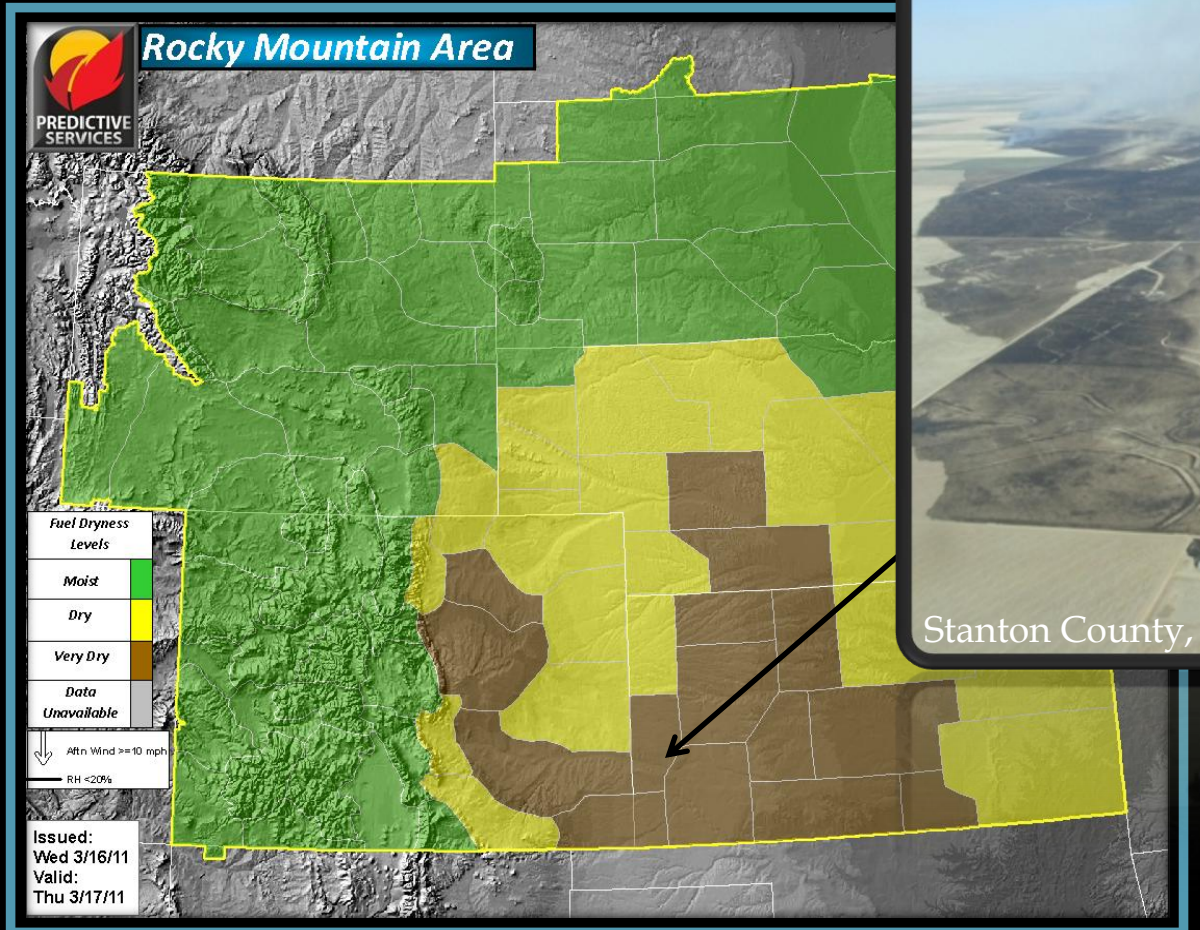 Rocky Mountain Area
PREDICTIVE
SERVICES
Stanton County,
Fuel Dryness
Levels
Moist
Dry
Very Dry
Data
Unavailable
Aftn Wind >=10 mph
RH <20%
Issued:
Wed 3/16/11
Valid:
Thu 3/17/11